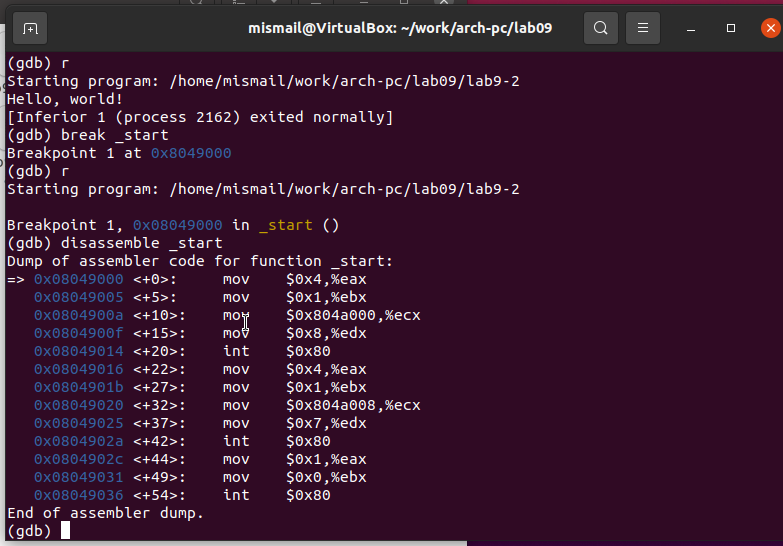 mismail@VirtualBox: ~/work/arch-pc/lab09
(gdb) r
Starting program: /home/mismail/work/arch-pc/lab09/lab9-2
Hello, world!
[Inferior 1 (process 2162) exited normally]
(gdb) break _start
Breakpoint 1 at 0x8049000
(gdb) r
Starting program: /home/mismail/work/arch-pc/lab09/lab9-2
Breakpoint 1, 0x08049000 in _start ()
(gdb) disassemble _start
Dump of assembler code for function _start:
=> 0x08049000 <+0>:     mov    $0x4,%eax
   0x08049005 <+5>:     mov    $0x1,%ebx
   0x0804900a <+10>:    mov    $0x804a000,%ecx
   0x0804900f <+15>:    mov    $0x8,%edx
   0x08049014 <+20>:    int    $0x80
   0x08049016 <+22>:    mov    $0x4,%eax
   0x0804901b <+27>:    mov    $0x1,%ebx
   0x08049020 <+32>:    mov    $0x804a008,%ecx
   0x08049025 <+37>:    mov    $0x7,%edx
   0x0804902a <+42>:    int    $0x80
   0x0804902c <+44>:    mov    $0x1,%eax
   0x08049031 <+49>:    mov    $0x0,%ebx
   0x08049036 <+54>:    int    $0x80
End of assembler dump.
(gdb)